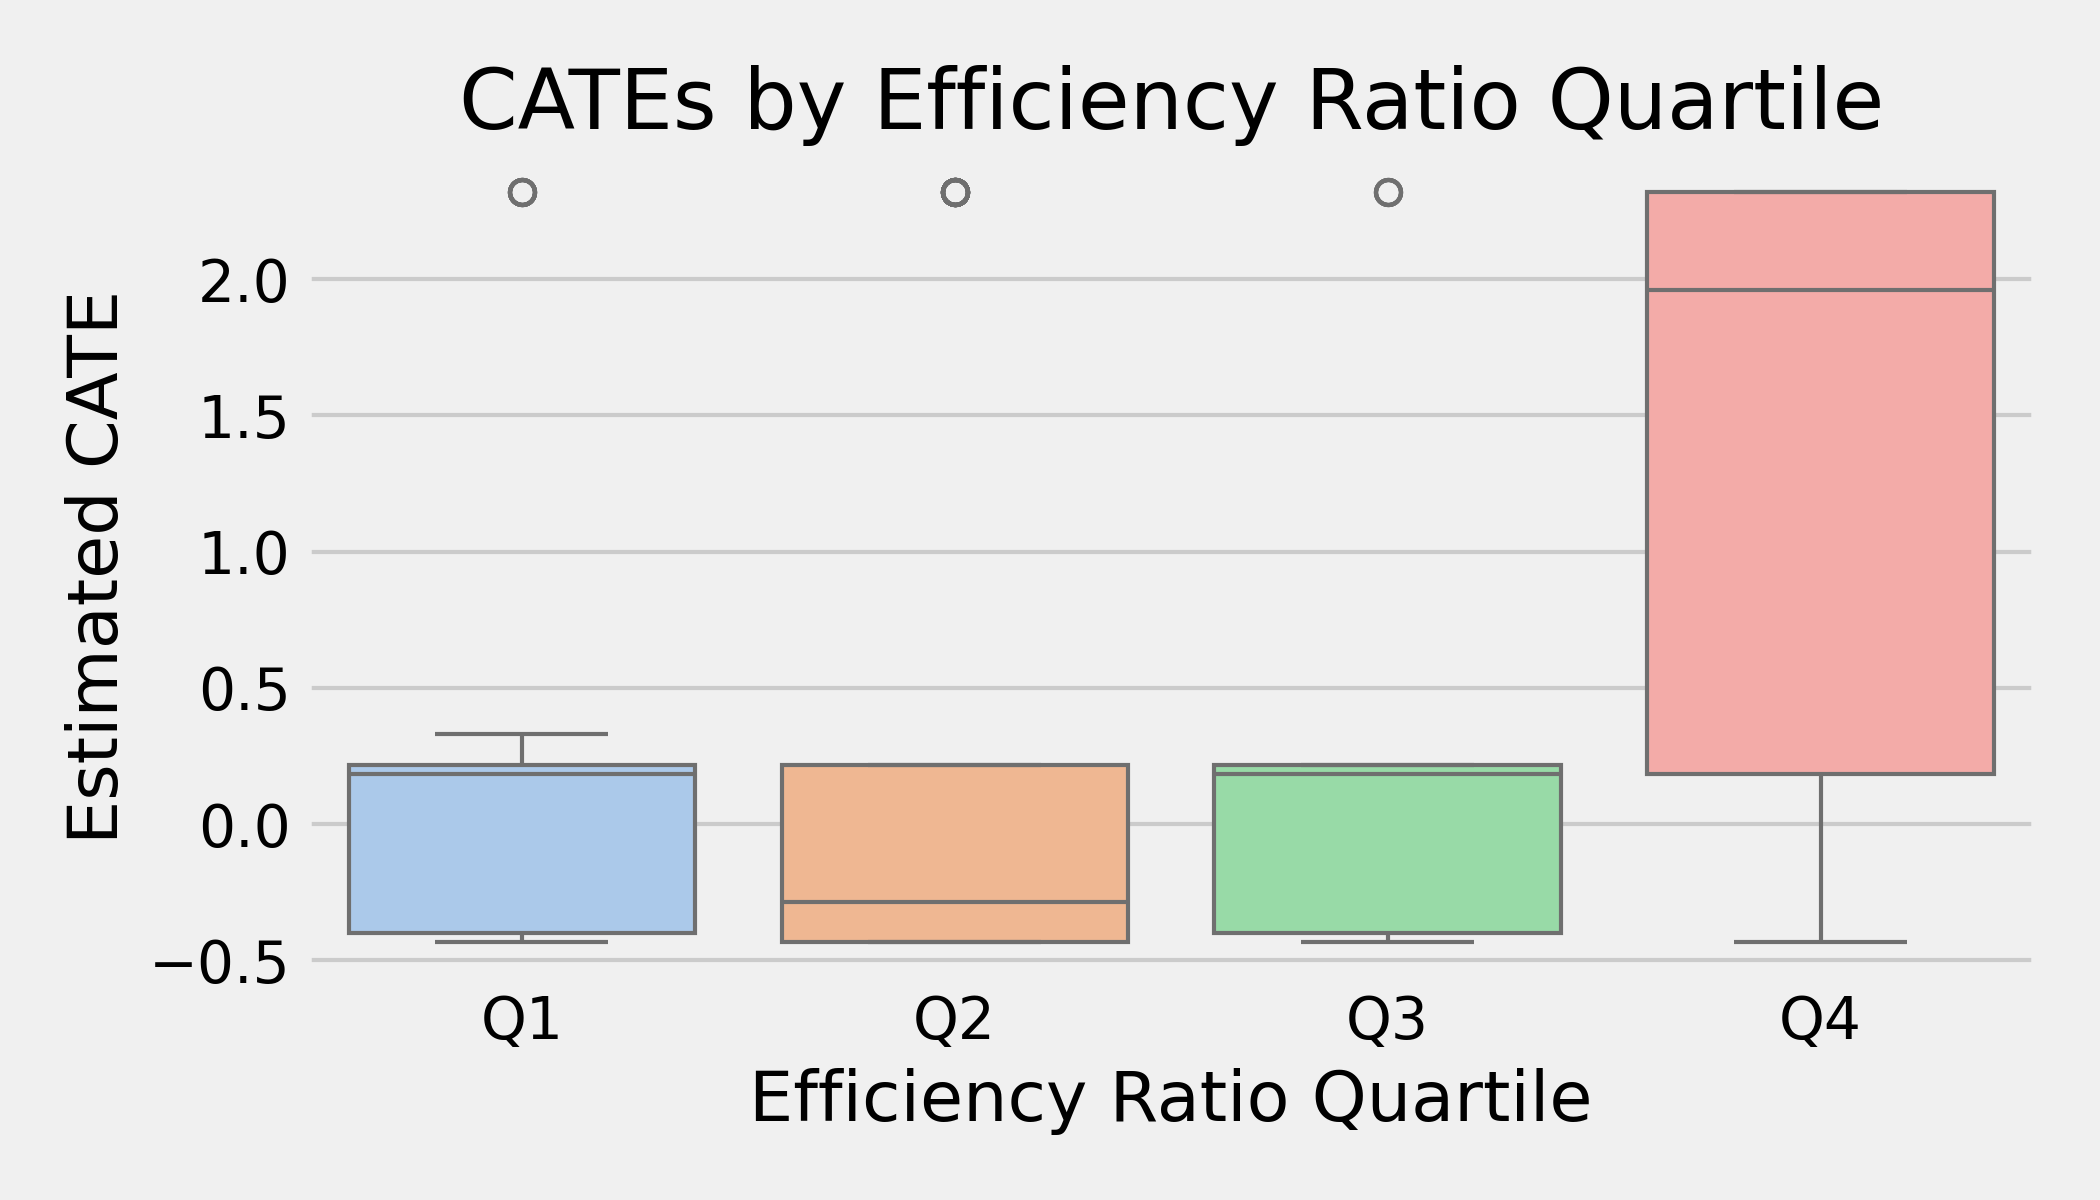 CATEs by Efficiency Ratio Quartile
Estimated CATE
2.0
1.5
1.0
0.5
0.0
−0.5
Q1 Q2 Q3 Q4
Efficiency Ratio Quartile